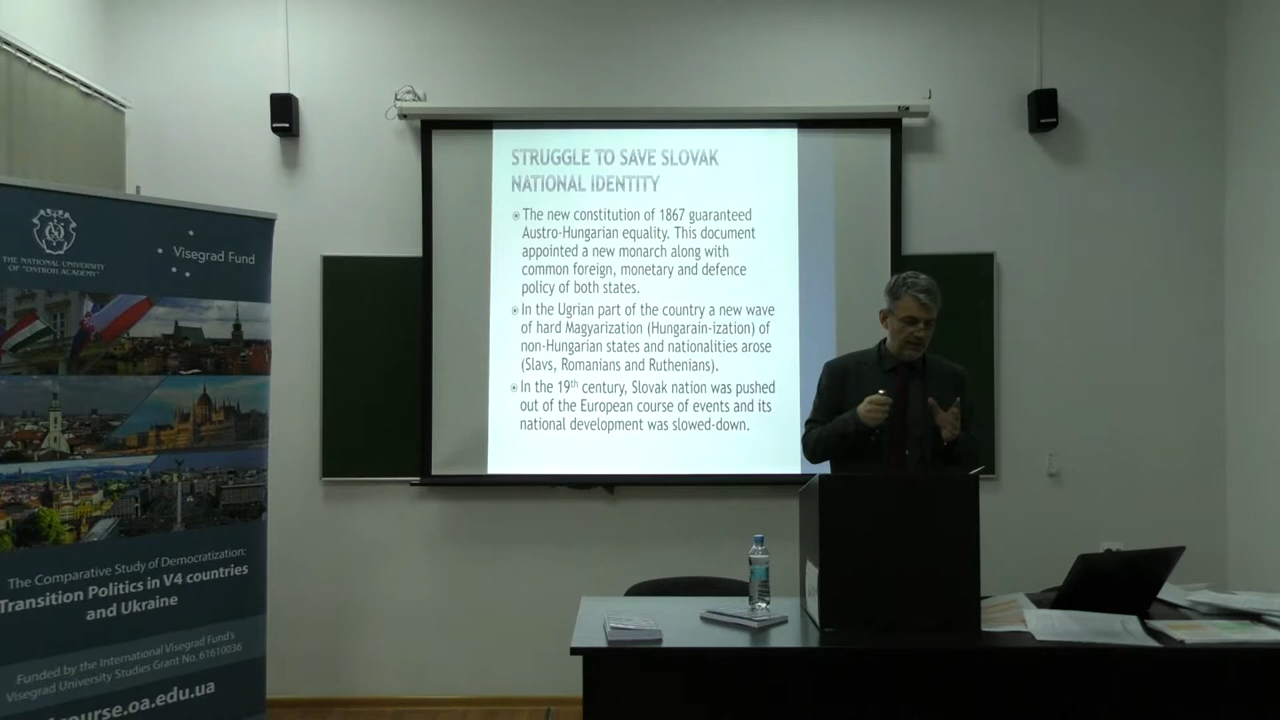 STRUGGLE TO SAVE SLOVAK
NATIONAL IDENTITY
The new constitution of 1867 guaranteed
Austro-Hungarian equality. This document
appointed a new monarch along with
common foreign, monetary and defence
policy of both states.
In the Ugrian part of the country a new wave
of hard Magyarization (Hungarain-ization) of
non-Hungarian states and nationalities arose
(Slavs, Romanians and Ruthenians).
In the 19th century, Slovak nation was pushed
out of the European course of events and its
national development was slowed-down.
THE NATIONAL UNIVERSITY
OF "OSTROH ACADEMY"
Visegrad Fund
The Comparative Study of Democratization:
Transition Politics in V4 countries
and Ukraine
Funded by the International Visegrad Fund's
Visegrad University Studies Grant No. 61610036
course.oa.edu.ua